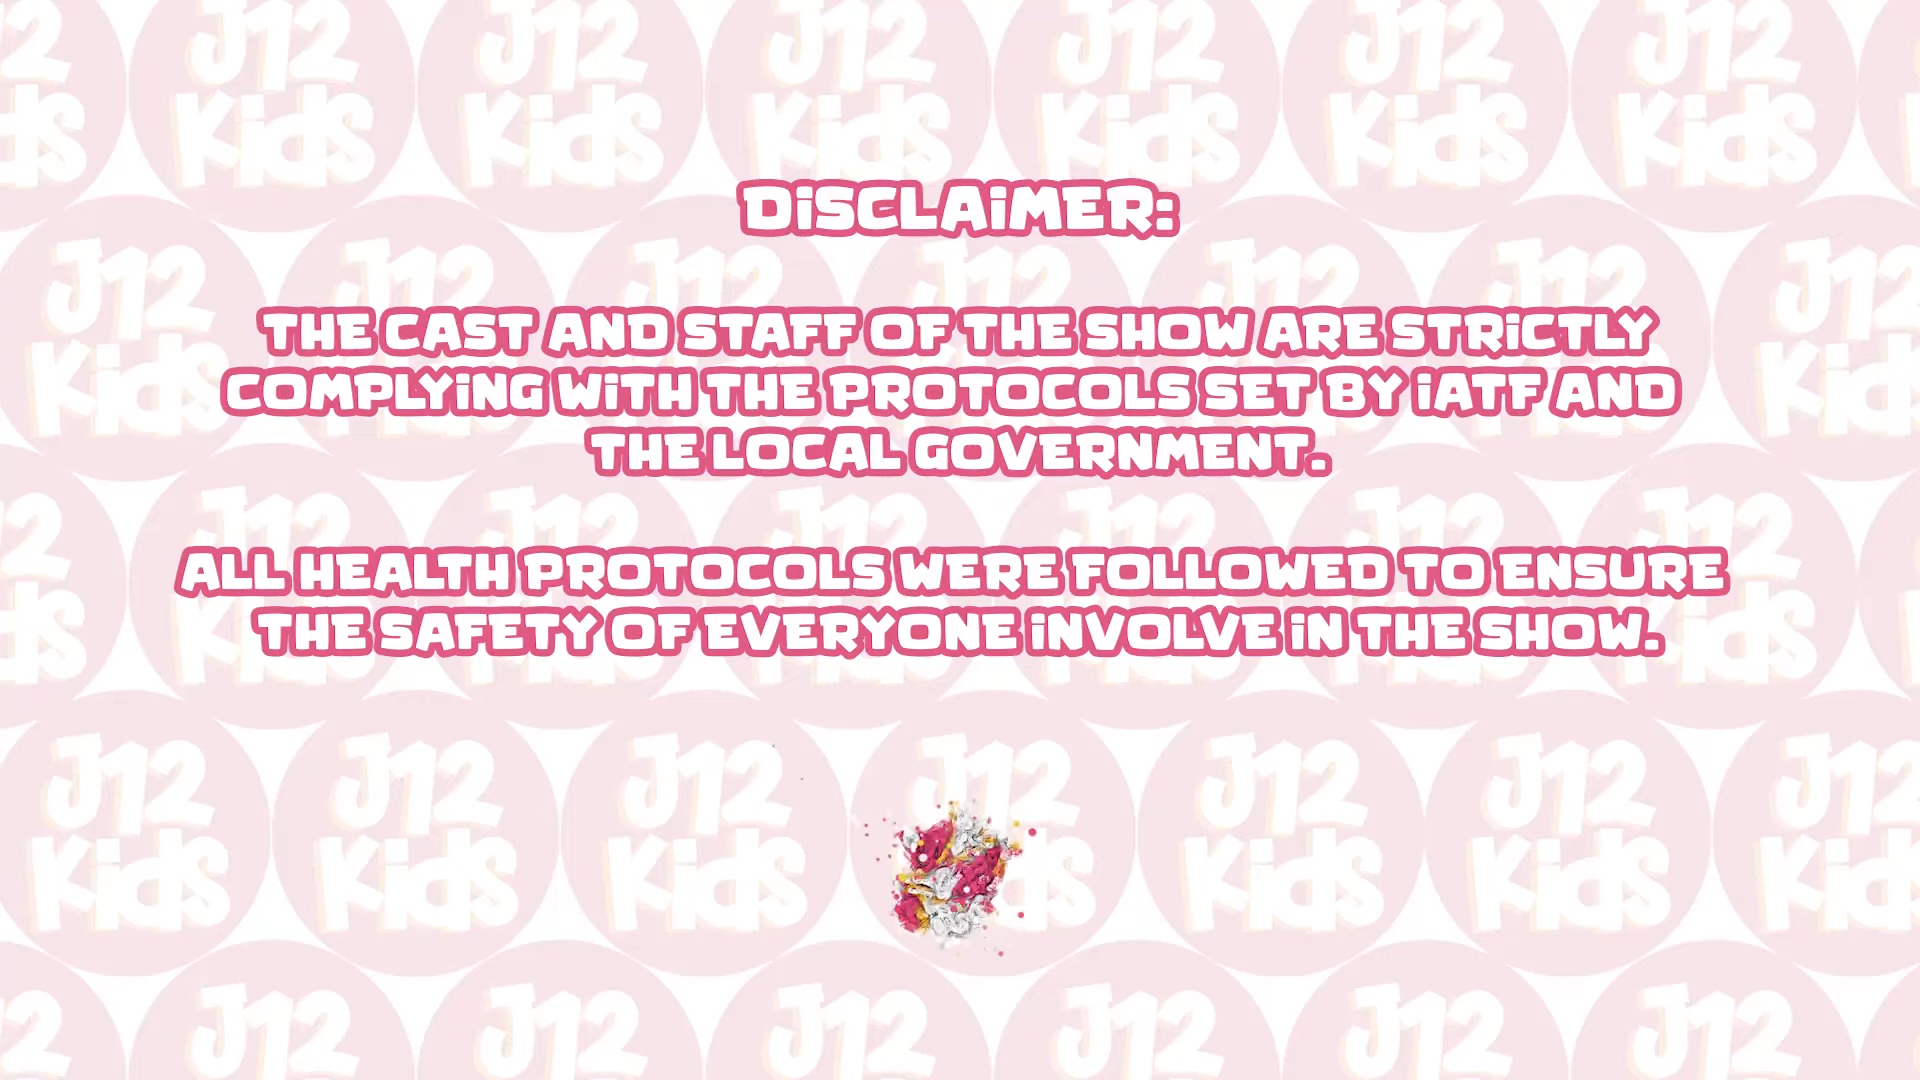 DiSCLAiMER:
THE CAST AND STAFF OF THE SHOW ARE STRiCTLY
COMPLYiNG WiTH THE PROTOCOLS SET BY iATF AND
THE LOCAL GOVERNMENT.
ALL HEALTH PROTOCOLS WERE FOLLOWED TO ENSURE
THE SAFETY OF EVERYONE iNVOLVE iN THE SHOW.
J12
Kids